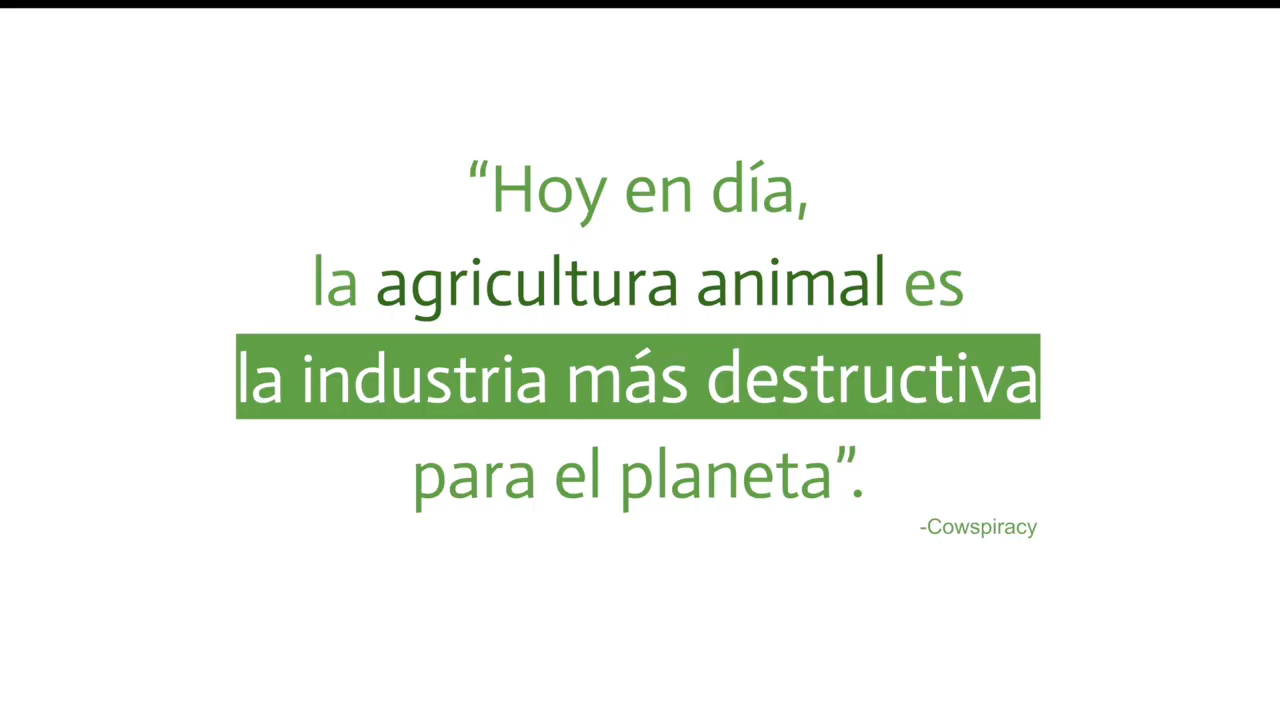 “Hoy en día,
la agricultura animal es
la industria más destructiva
para el planeta”.
-Cowspiracy